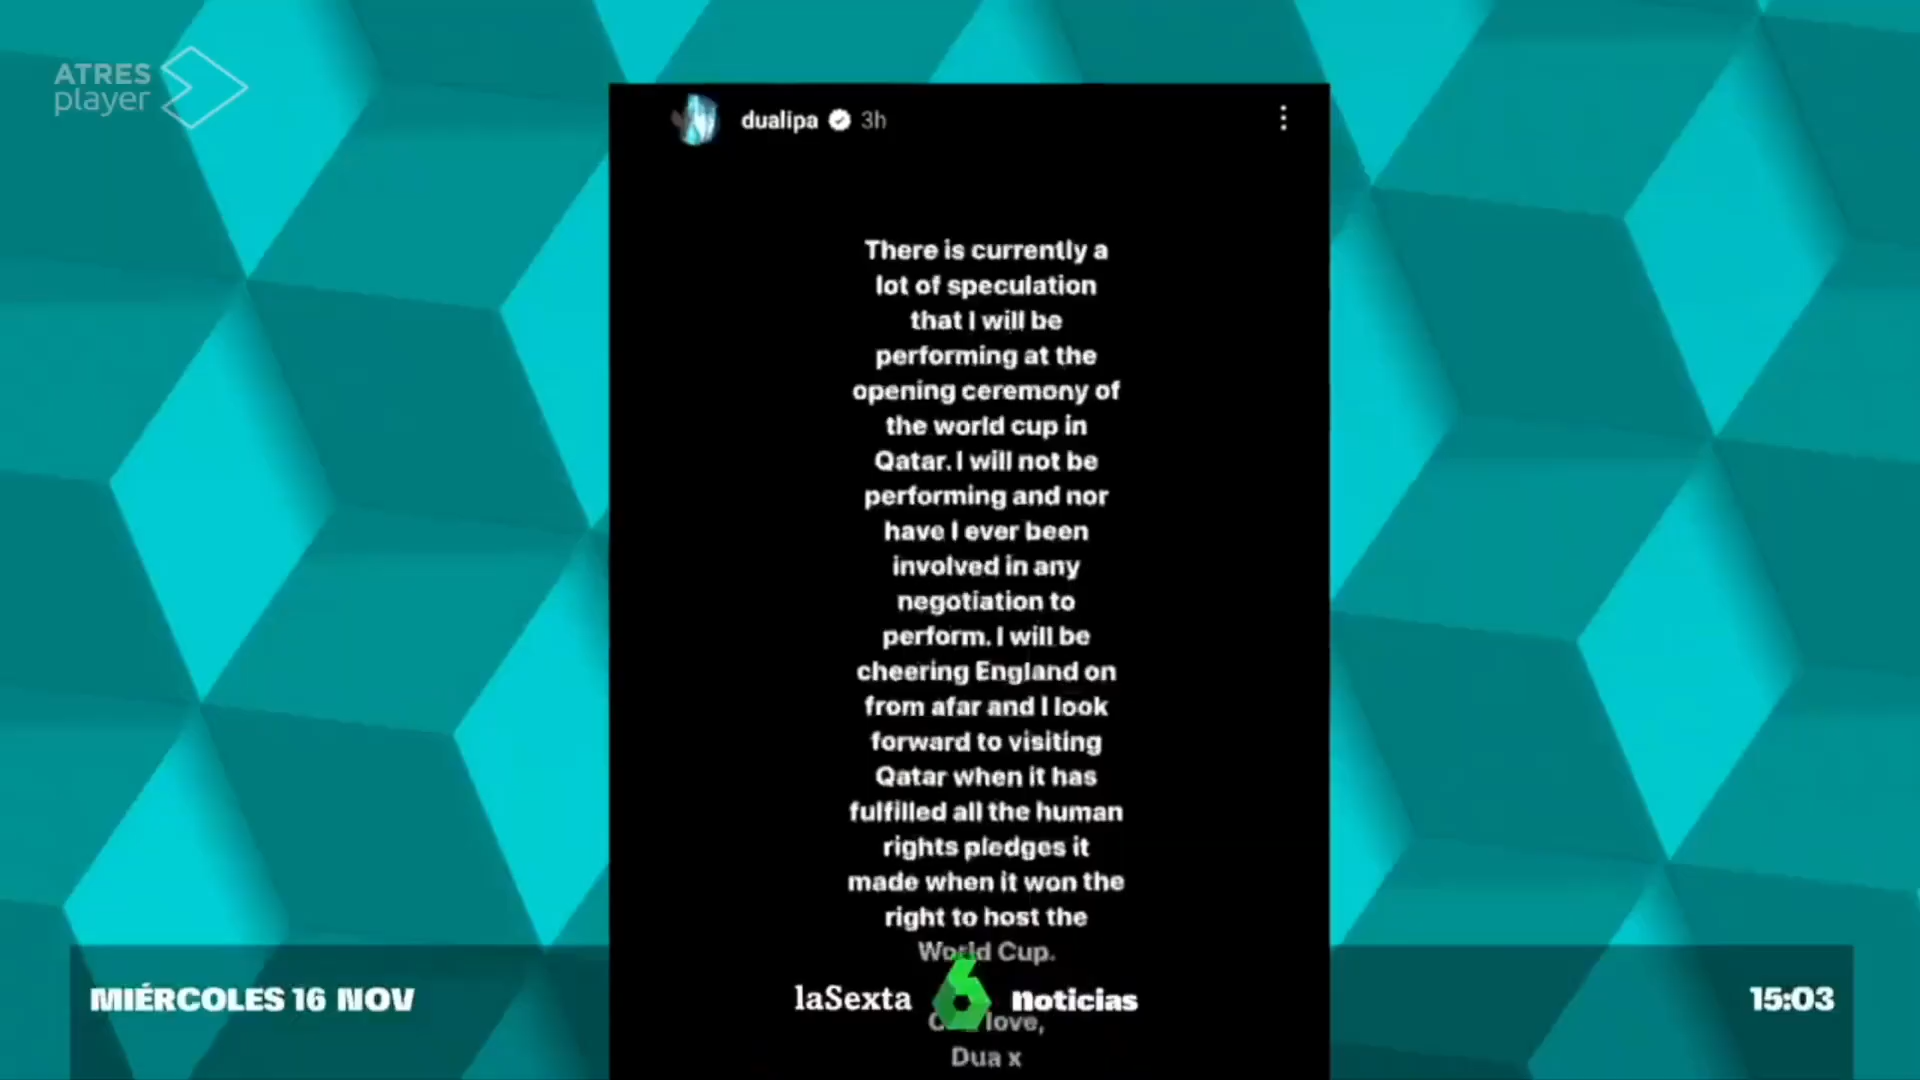 ATRES
player
dualipa 3h
There is currently a
lot of speculation
that I will be
performing at the
opening ceremony of
the world cup in
Qatar. I will not be
performing and nor
have I ever been
involved in any
negotiation to
perform. I will be
cheering England on
from afar and I look
forward to visiting
Qatar when it has
fulfilled all the human
rights pledges it
made when it won the
right to host the
World Cup.
love,
Dua x
MIÉRCOLES 16 NOV
laSexta 6 noticias
15:03